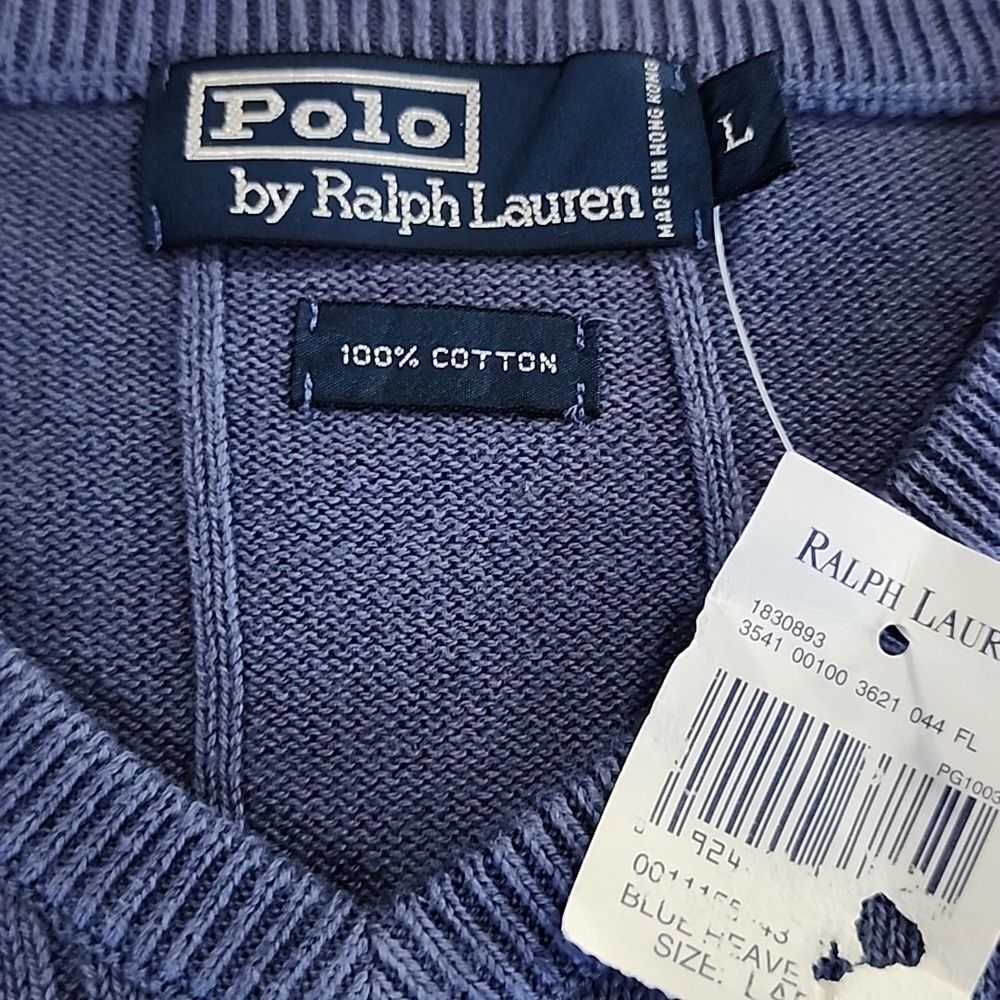 Polo
by Ralph Lauren
MADE IN HONG KONG
L
100% COTTON
RALPH LAUR
1830893
3541 00100 3621 044 FL
PG1003
924
BLUE HEAVE
SIZE: